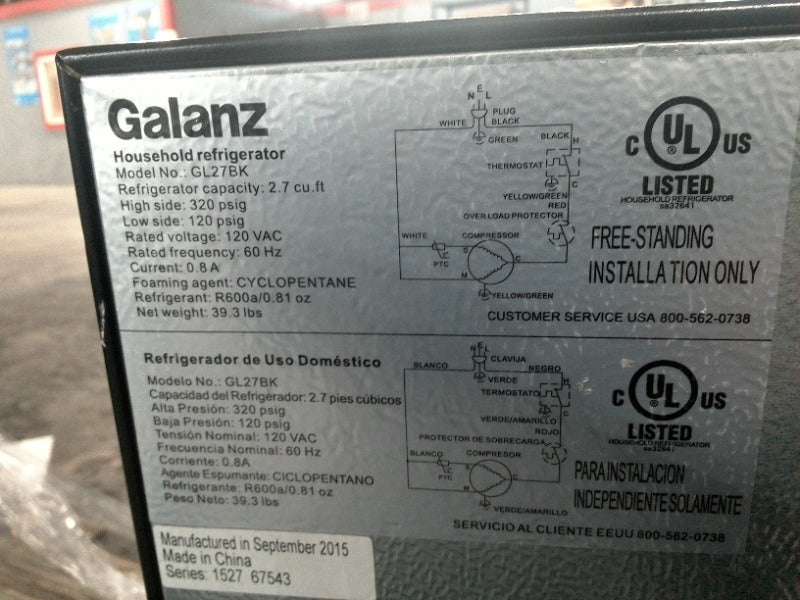 Galanz
Household refrigerator
Model No.: GL27BK
Refrigerator capacity: 2.7 cu.ft
High side: 320 psig
Low side: 120 psig
Rated voltage: 120 VAC
Rated frequency: 60 Hz
Current: 0.8 A
Foaming agent: CYCLOPENTANE
Refrigerant: R600a/0.81 oz
Net weight: 39.3 lbs
N E L
PLUG
WHITE
BLACK
GREEN
BLACK
H
THERMOSTAT
C
YELLOW/GREEN
RED
OVER LOAD PROTECTOR
WHITE
COMPRESSOR
PTC
S
M
C
YELLOW/GREEN
C UL US
LISTED
HOUSEHOLD REFRIGERATOR
sa32641
FREE-STANDING
INSTALLATION ONLY
CUSTOMER SERVICE USA 800-562-0738
Refrigerador de Uso Doméstico
Modelo No.: GL27BK
Capacidad del Refrigerador: 2.7 pies cúbicos
Alta Presión: 320 psig
Baja Presión: 120 psig
Tensión Nominal: 120 VAC
Frecuencia Nominal: 60 Hz
Corriente: 0.8A
Agente Espumante: CICLOPENTANO
Refrigerante: R600a/0.81 oz
Peso Neto: 39.3 lbs
N E L
CLAVIJA
BLANCO
NEGRO
VERDE
H
TERMOSTATO
C
VERDE/AMARILLO
ROJO
PROTECTOR DE SOBRECARGA
BLANCO
COMPRESOR
PTC
S
M
C
VERDE/AMARILLO
C UL US
LISTED
HOUSEHOLD REFRIGERATOR
sa32641
PARA INSTALACION
INDEPENDIENTE SOLAMENTE
SERVICIO AL CLIENTE EEUU 800-562-0738
Manufactured in September 2015
Made in China
Series: 1527 67543